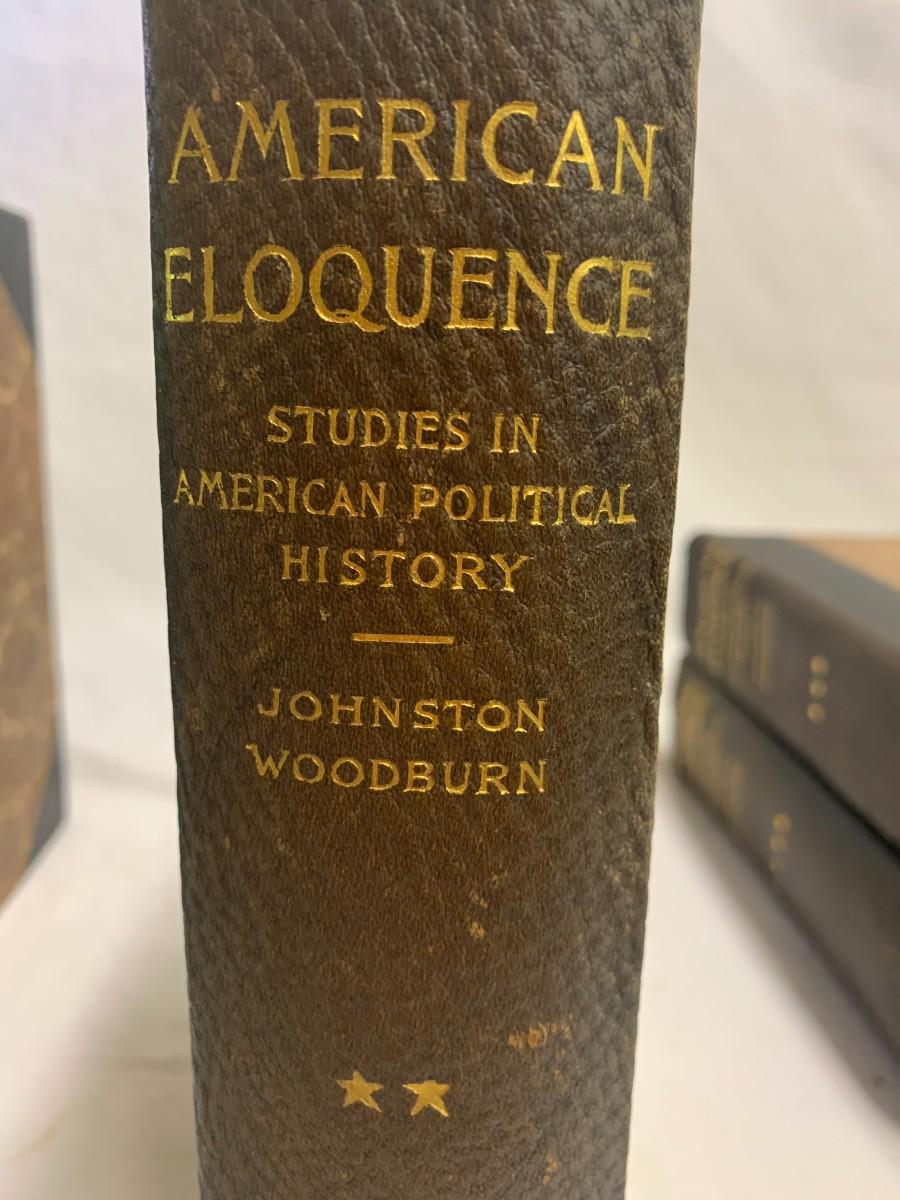 AMERICAN
ELOQUENCE
STUDIES IN
AMERICAN POLITICAL
HISTORY
JOHNSTON
WOODBURN